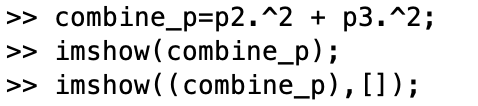 >> combine_p=p2.^2 + p3.^2;
>> imshow(combine_p);
>> imshow((combine_p),[]);